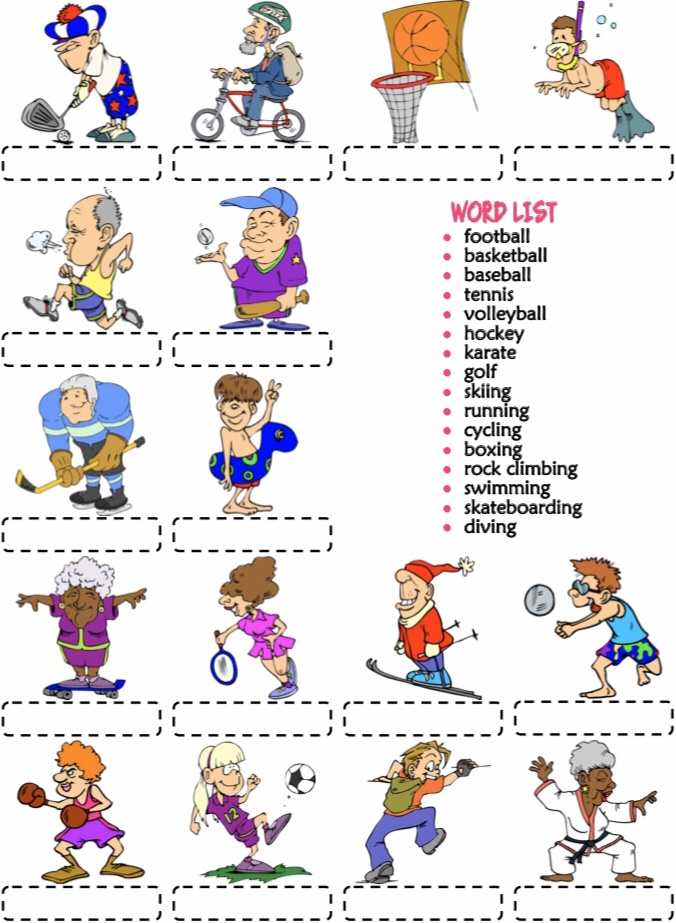 WORD LIST
football
basketball
baseball
tennis
volleyball
hockey
karate
golf
skiing
running
cycling
boxing
rock climbing
swimming
skateboarding
diving
12